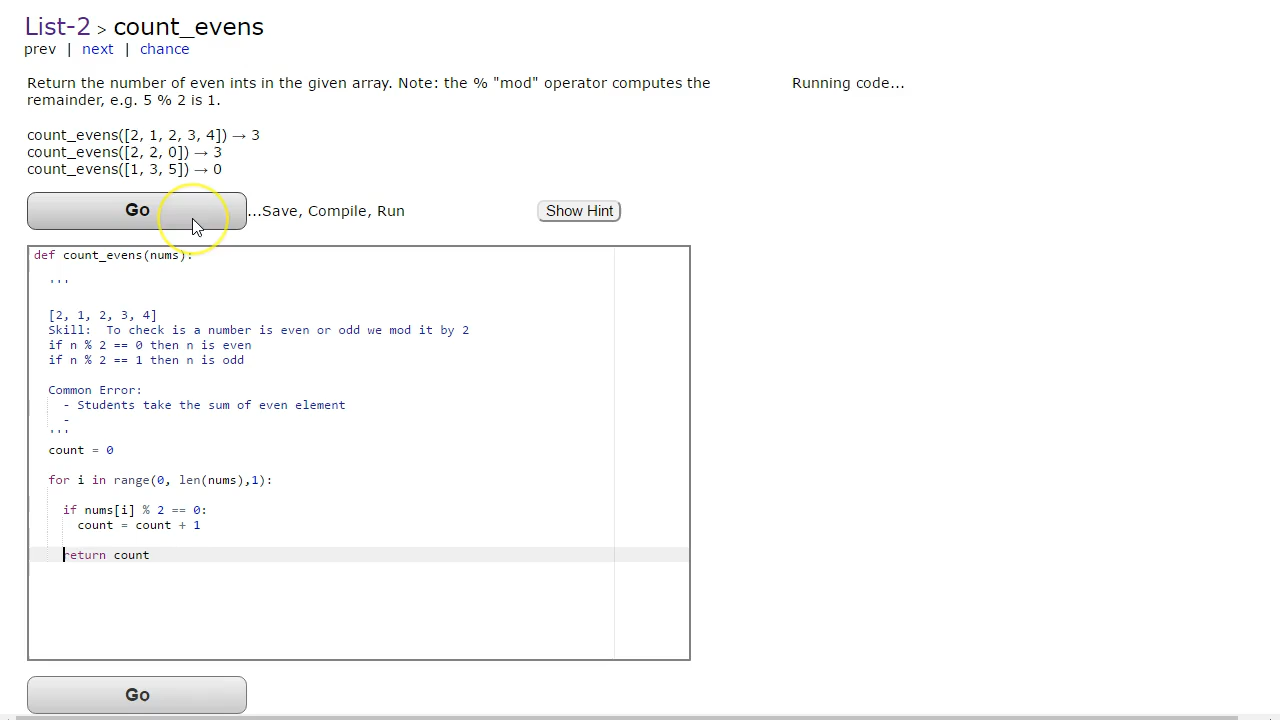 List-2 > count_evens
prev | next | chance
Return the number of even ints in the given array. Note: the % "mod" operator computes the
remainder, e.g. 5 % 2 is 1.
Running code...
count_evens([2, 1, 2, 3, 4]) → 3
count_evens([2, 2, 0]) → 3
count_evens([1, 3, 5]) → 0
Go ...Save, Compile, Run Show Hint
def count_evens(nums):
'''
[2, 1, 2, 3, 4]
Skill: To check is a number is even or odd we mod it by 2
if n % 2 == 0 then n is even
if n % 2 == 1 then n is odd
Common Error:
- Students take the sum of even element
-
'''
count = 0
for i in range(0, len(nums),1):
if nums[i] % 2 == 0:
count = count + 1
return count
Go